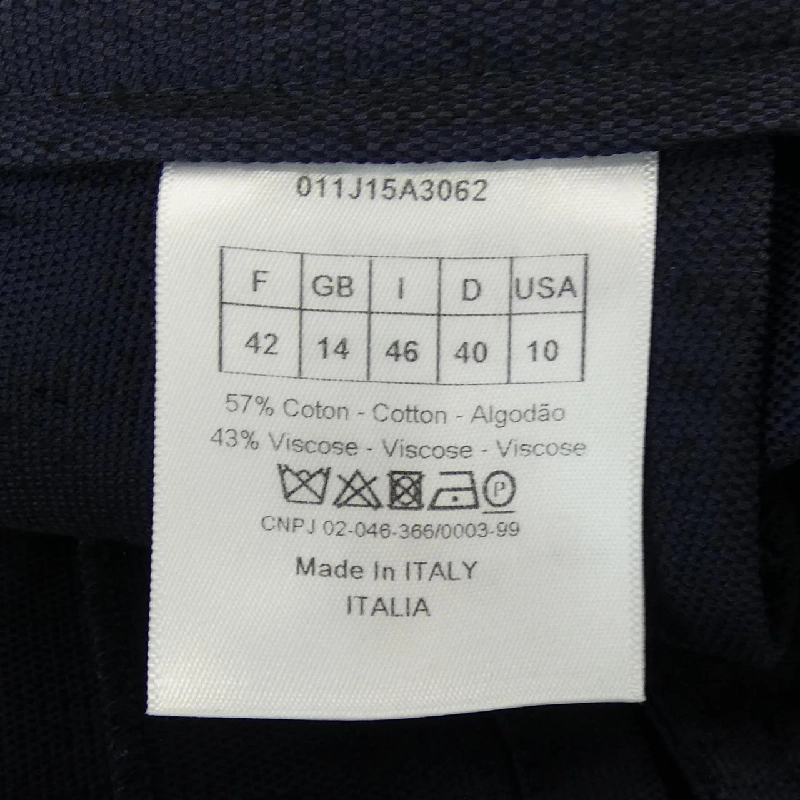 011J15A3062
F GB I D USA
42 14 46 40 10
57% Coton - Cotton - Algodão
43% Viscose - Viscose - Viscose
P
CNPJ 02-046-366/0003-99
Made In ITALY
ITALIA